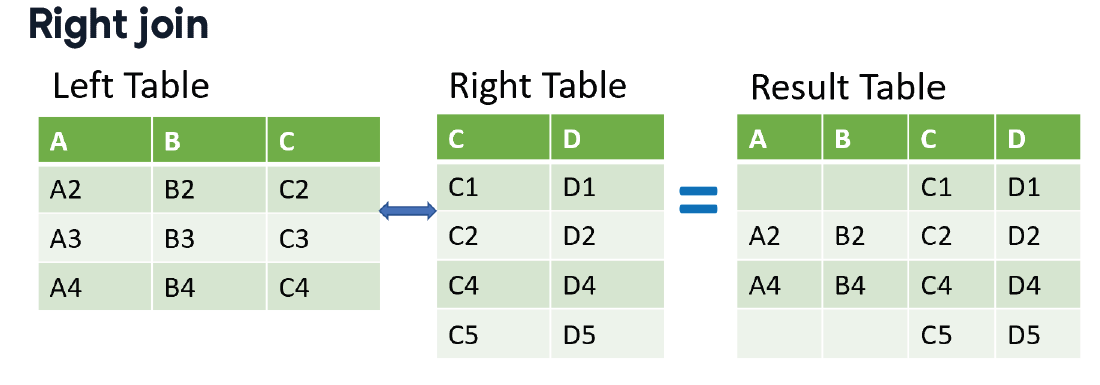 Right join
Left Table
A B C
A2 B2 C2
A3 B3 C3
A4 B4 C4
Right Table
C D
C1 D1
C2 D2
C4 D4
C5 D5
=
Result Table
A B C D
C1 D1
A2 B2 C2 D2
A4 B4 C4 D4
C5 D5